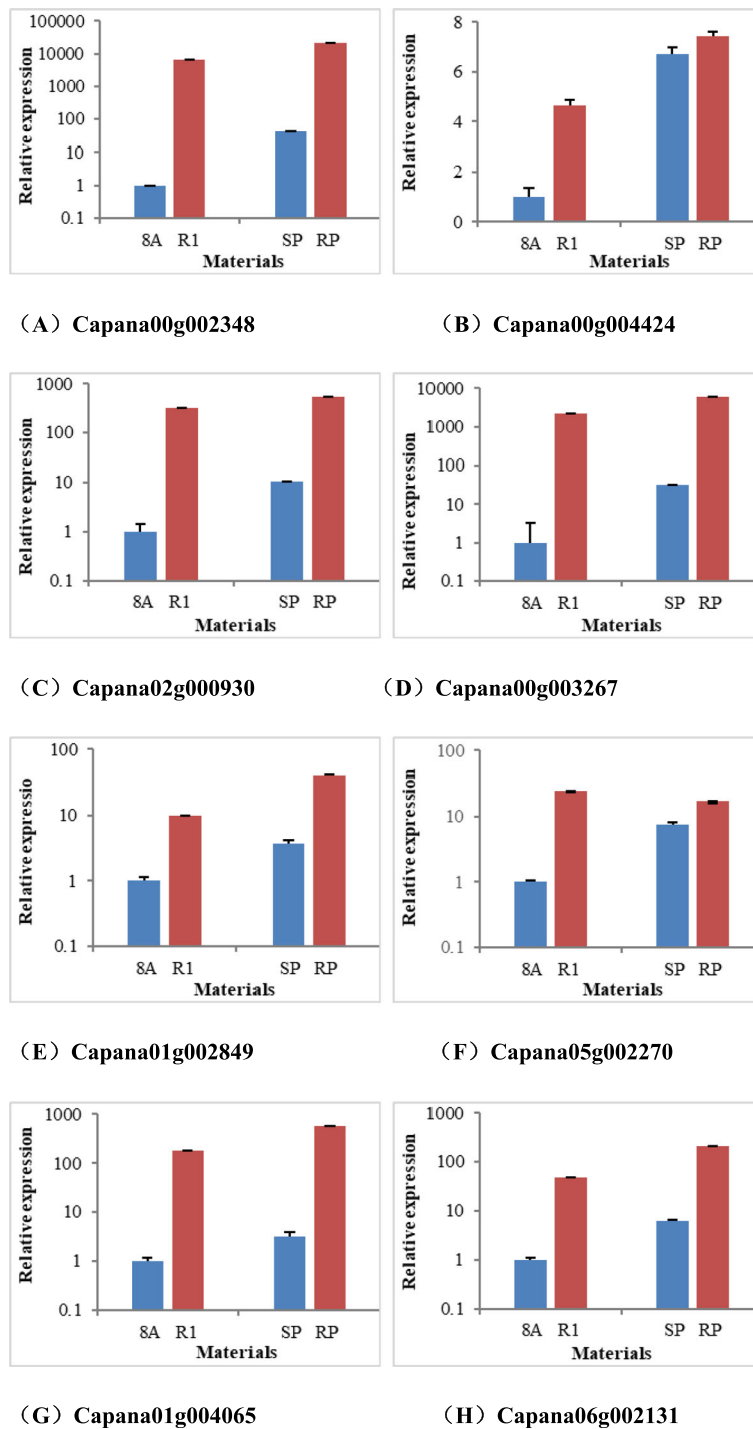 100000
10000
1000
100
10
1
0.1
Relative expression
8A R1 SP RP
Materials
8
6
4
2
0
Relative expression
8A R1 SP RP
Materials
（A）Capana00g002348
（B）Capana00g004424
1000
100
10
1
0.1
Relative expression
8A R1 SP RP
Materials
10000
1000
100
10
1
0.1
Relative expression
8A R1 SP RP
Materials
（C）Capana02g000930
（D）Capana00g003267
100
10
1
0.1
Relative expressio
8A R1 SP RP
Materials
100
10
1
0.1
Relative expression
8A R1 SP RP
Materials
（E）Capana01g002849
（F）Capana05g002270
1000
100
10
1
0.1
Relative expression
8A R1 SP RP
Materials
1000
100
10
1
0.1
Relative expression
8A R1 SP RP
Materials
（G）Capana01g004065
（H）Capana06g002131